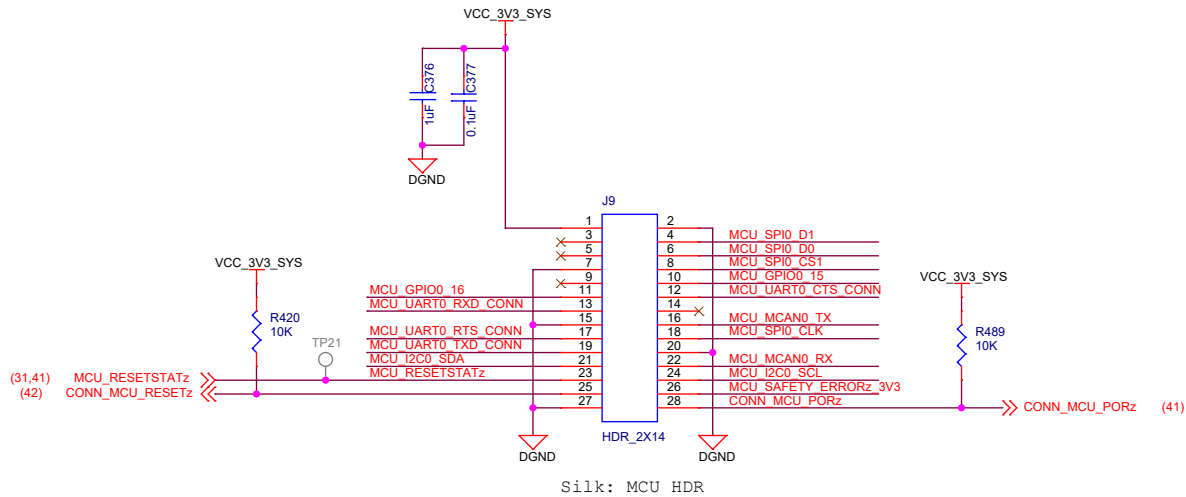 VCC_3V3_SYS
C376
1uF
C377
0.1uF
DGND
J9
1 2
3 4 MCU_SPI0_D1
5 6 MCU_SPI0_D0
7 8 MCU_SPI0_CS1
9 10 MCU_GPIO0_15
MCU_GPIO0_16 11 12 MCU_UART0_CTS_CONN
MCU_UART0_RXD_CONN 13 14
15 16 MCU_MCAN0_TX
MCU_UART0_RTS_CONN 17 18 MCU_SPI0_CLK
MCU_UART0_TXD_CONN 19 20
MCU_I2C0_SDA 21 22 MCU_MCAN0_RX
MCU_RESETSTATz 23 24 MCU_I2C0_SCL
25 26 MCU_SAFETY_ERRORz_3V3
27 28 CONN_MCU_PORz
HDR_2X14
VCC_3V3_SYS
R420
10K
TP21
(31,41) MCU_RESETSTATz
(42) CONN_MCU_RESETz
VCC_3V3_SYS
R489
10K
CONN_MCU_PORz (41)
DGND
DGND
Silk: MCU HDR